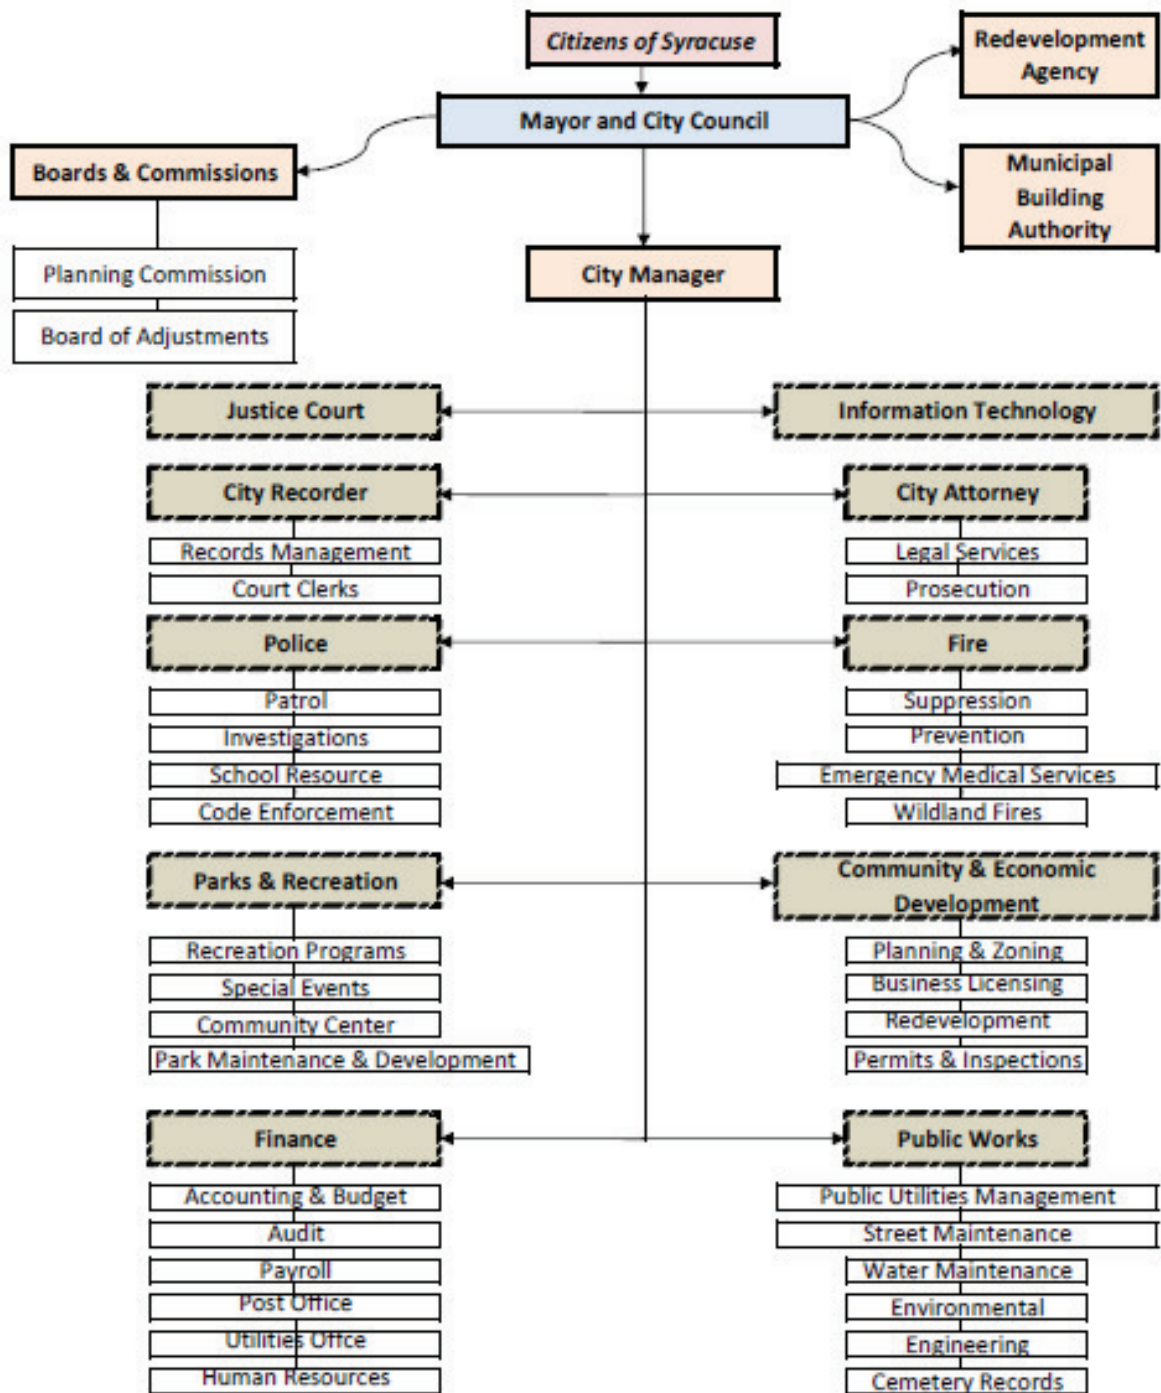 Citizens of Syracuse
Redevelopment
Agency
Mayor and City Council
Boards & Commissions
Municipal
Building
Authority
Planning Commission
City Manager
Board of Adjustments
Justice Court
Information Technology
City Recorder
City Attorney
Records Management
Legal Services
Court Clerks
Prosecution
Police
Fire
Patrol
Suppression
Investigations
Prevention
School Resource
Emergency Medical Services
Code Enforcement
Wildland Fires
Parks & Recreation
Community & Economic
Development
Recreation Programs
Planning & Zoning
Special Events
Business Licensing
Community Center
Redevelopment
Park Maintenance & Development
Permits & Inspections
Finance
Public Works
Accounting & Budget
Public Utilities Management
Audit
Street Maintenance
Payroll
Water Maintenance
Post Office
Environmental
Utilities Offce
Engineering
Human Resources
Cemetery Records